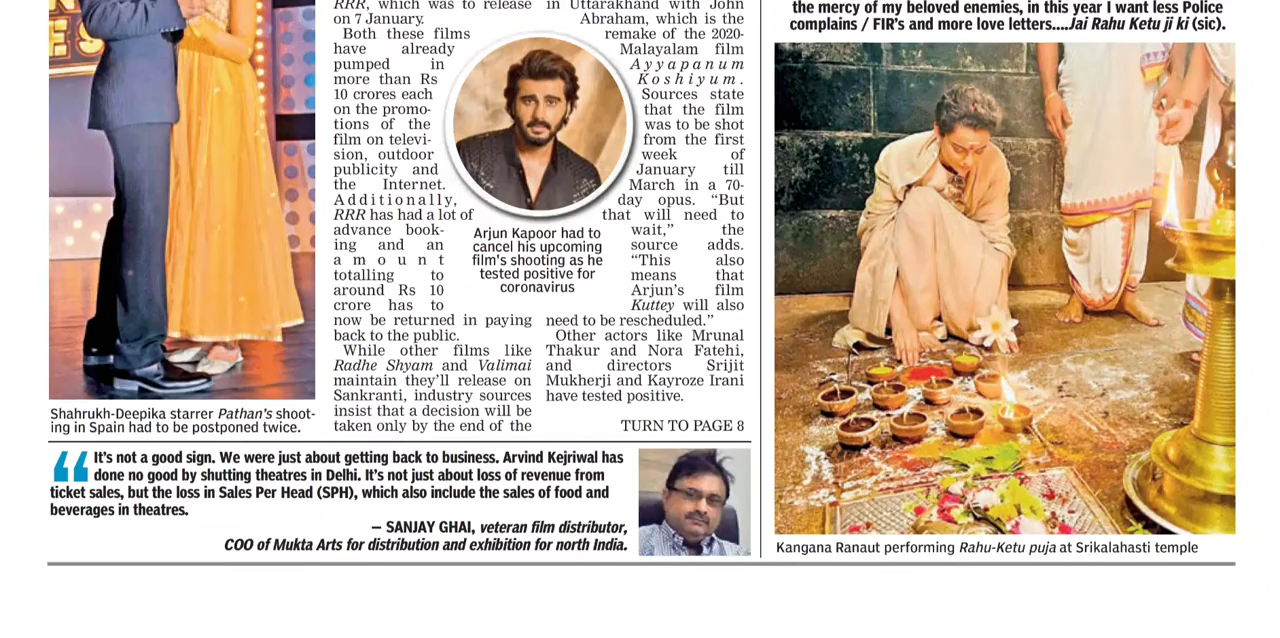 RRR, which was to release
on 7 January.
Both these films
have already
pumped in
more than Rs
10 crores each
on the promo-
tions of the
film on televi-
sion, outdoor
publicity and
the Internet.
Additionally,
RRR has had a lot of
advance book-
ing and an
amount
totalling to
around Rs 10
crore has to
now be returned in paying
back to the public.
While other films like
Radhe Shyam and Valimai
maintain they'll release on
Sankranti, industry sources
insist that a decision will be
taken only by the end of the
in Uttarakhand with John
Abraham, which is the
remake of the 2020-
Malayalam film
Ayyapanum
Koshiyum.
Sources state
that the film
was to be shot
from the first
week of
January till
March in a 70-
day opus. “But
that will need to
wait,” the
source adds.
“This also
means that
Arjun's film
Kuttey will also
need to be rescheduled.”
Other actors like Mrunal
Thakur and Nora Fatehi,
and directors Srijit
Mukherji and Kayroze Irani
have tested positive.
TURN TO PAGE 8
Arjun Kapoor had to
cancel his upcoming
film's shooting as he
tested positive for
coronavirus
Shahrukh-Deepika starrer Pathan's shoot-
ing in Spain had to be postponed twice.
“It's not a good sign. We were just about getting back to business. Arvind Kejriwal has
done no good by shutting theatres in Delhi. It's not just about loss of revenue from
ticket sales, but the loss in Sales Per Head (SPH), which also include the sales of food and
beverages in theatres.
— SANJAY GHAI, veteran film distributor,
COO of Mukta Arts for distribution and exhibition for north India.
the mercy of my beloved enemies, in this year I want less Police
complains / FIR's and more love letters....Jai Rahu Ketu ji ki (sic).
Kangana Ranaut performing Rahu-Ketu puja at Srikalahasti temple